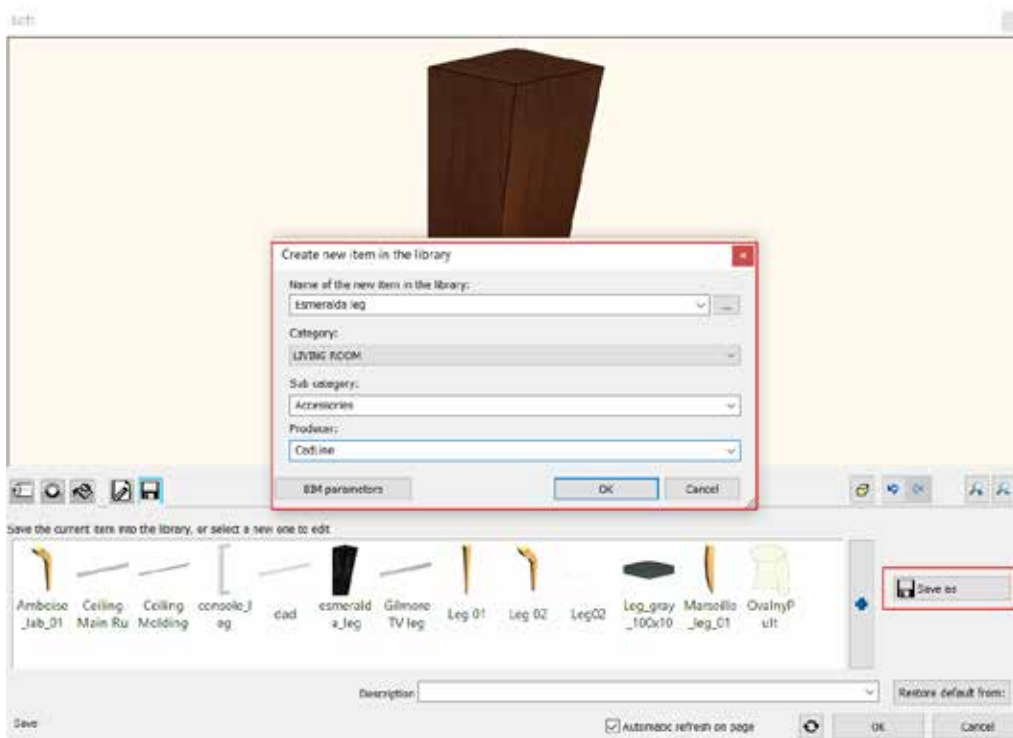 Create new item in the library
Name of the new item in the library:
Esmeralda leg
...
Category:
LIVING ROOM
Sub category:
Accessories
Producer:
CadLine
BIM parameters
OK
Cancel
Save the current item into the library, or select a new one to edit
Amboise Ceiling Ceiling console_l dad esmerald Gilmore Leg 01 Leg 02 Leg02 Leg_gray Marseille OvalnyP
_lab_01 Main Ru Molding eg a_leg TV leg _100x10 _leg_01 ult
Save as
Description
Restore default from:
Save
Automatic refresh on page
OK
Cancel